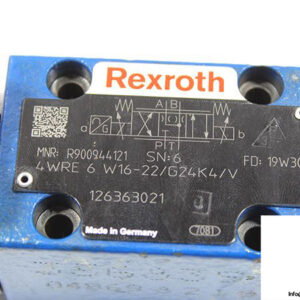 Rexroth
A B
a
b
P T
MNR: R900944121 SN: 6 FD: 19W30
4WRE 6 W16-22/G24K4/V
126363021
Made in Germany 7081